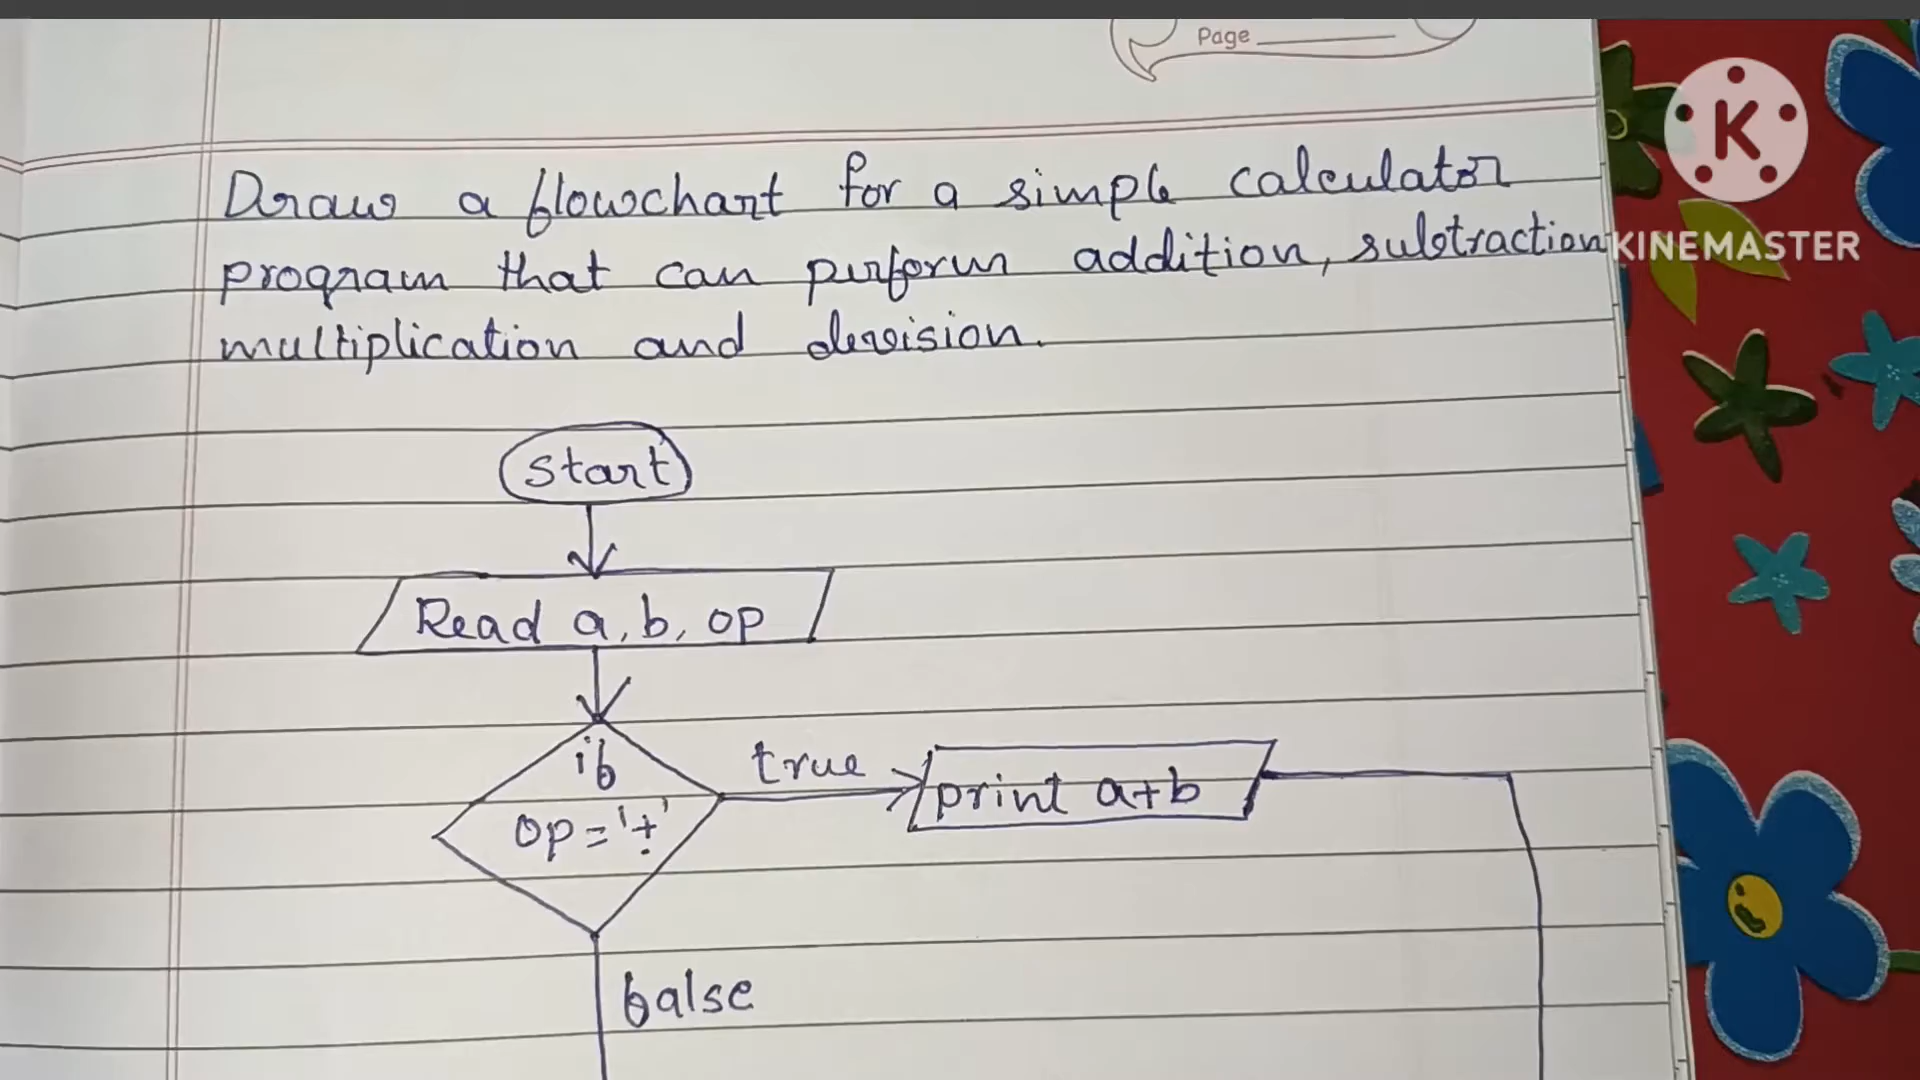 Page
K
KINEMASTER
Draw a flowchart for a simple calculator
program that can perform addition, subtraction
multiplication and devision.
Start
Read a, b, op
if
op = '+'
true
print a+b
false